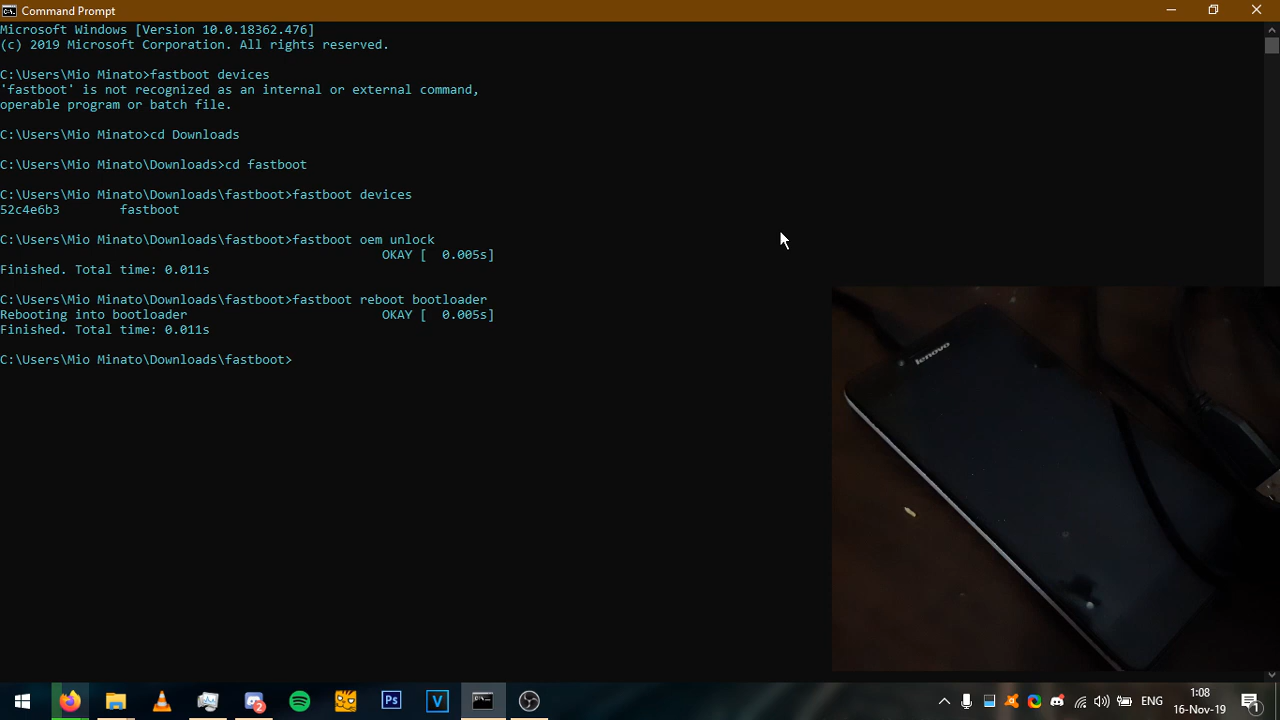 Command Prompt
Microsoft Windows [Version 10.0.18362.476]
(c) 2019 Microsoft Corporation. All rights reserved.
C:\Users\Mio Minato>fastboot devices
'fastboot' is not recognized as an internal or external command,
operable program or batch file.
C:\Users\Mio Minato>cd Downloads
C:\Users\Mio Minato\Downloads>cd fastboot
C:\Users\Mio Minato\Downloads\fastboot>fastboot devices
52c4e6b3        fastboot
C:\Users\Mio Minato\Downloads\fastboot>fastboot oem unlock
                                                   OKAY [  0.005s]
Finished. Total time: 0.011s
C:\Users\Mio Minato\Downloads\fastboot>fastboot reboot bootloader
Rebooting into bootloader                          OKAY [  0.005s]
Finished. Total time: 0.011s
C:\Users\Mio Minato\Downloads\fastboot>
lenovo
2
Ps
V
ENG
1:08
16-Nov-19
1